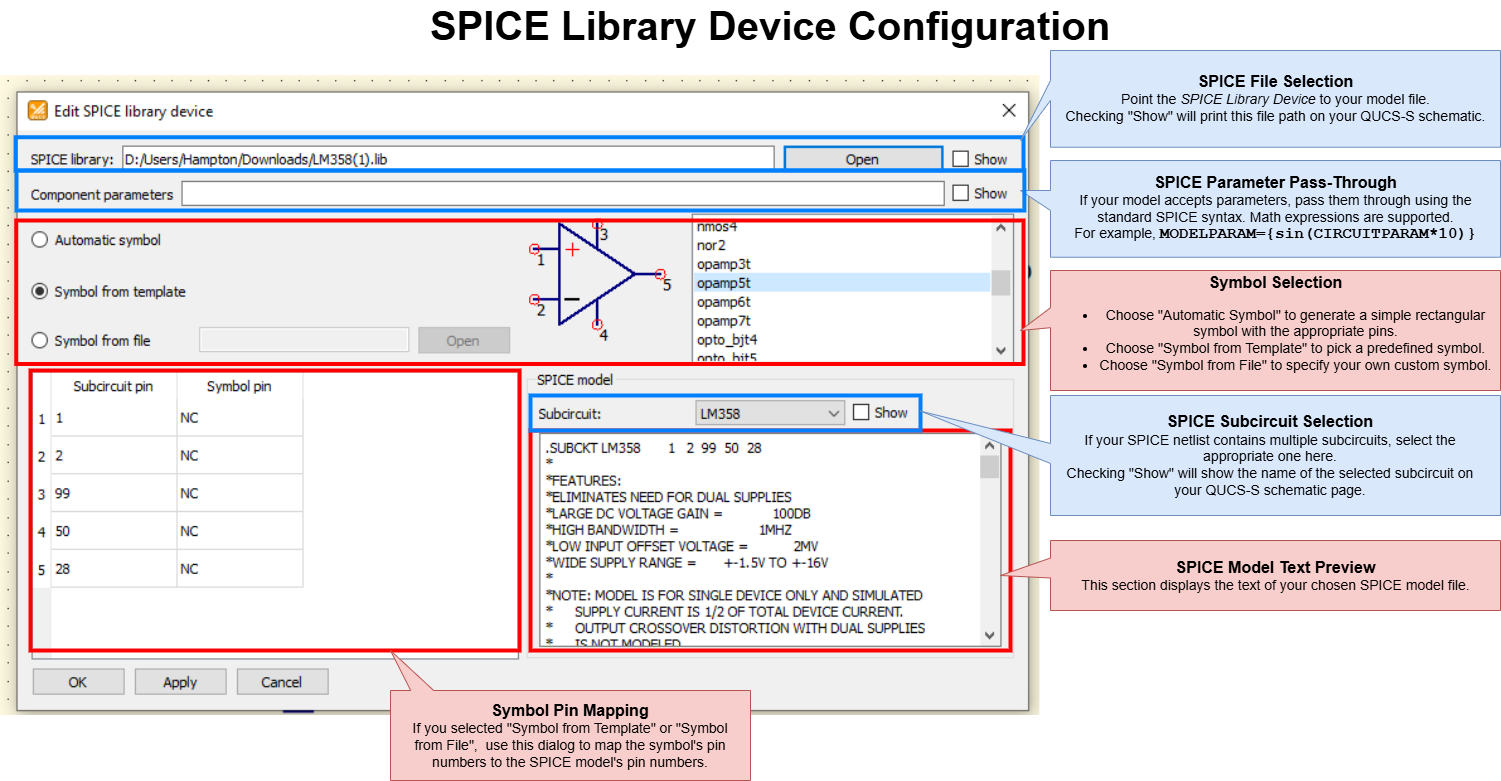 SPICE Library Device Configuration
SPICE File Selection
Point the SPICE Library Device to your model file.
Checking "Show" will print this file path on your QUCS-S schematic.
Edit SPICE library device
SPICE library: D:/Users/Hampton/Downloads/LM358(1).lib Open Show
Component parameters Show
SPICE Parameter Pass-Through
If your model accepts parameters, pass them through using the
standard SPICE syntax. Math expressions are supported.
For example, MODELPARAM={sin(CIRCUITPARAM*10)}
Automatic symbol
Symbol from template
Symbol from file Open
1
2
3
4
5
nmos4
nor2
opamp3t
opamp5t
opamp6t
opamp7t
opto_bjt4
opto_bjt5
Symbol Selection
• Choose "Automatic Symbol" to generate a simple rectangular
symbol with the appropriate pins.
• Choose "Symbol from Template" to pick a predefined symbol.
• Choose "Symbol from File" to specify your own custom symbol.
Subcircuit pin Symbol pin
1 1 NC
2 2 NC
3 99 NC
4 50 NC
5 28 NC
SPICE model
Subcircuit: LM358 Show
.SUBCKT LM358 1 2 99 50 28
*
*FEATURES:
*ELIMINATES NEED FOR DUAL SUPPLIES
*LARGE DC VOLTAGE GAIN = 100DB
*HIGH BANDWIDTH = 1MHZ
*LOW INPUT OFFSET VOLTAGE = 2MV
*WIDE SUPPLY RANGE = +-1.5V TO +-16V
*
*NOTE: MODEL IS FOR SINGLE DEVICE ONLY AND SIMULATED
* SUPPLY CURRENT IS 1/2 OF TOTAL DEVICE CURRENT.
* OUTPUT CROSSOVER DISTORTION WITH DUAL SUPPLIES
* IS NOT MODELED
SPICE Subcircuit Selection
If your SPICE netlist contains multiple subcircuits, select the
appropriate one here.
Checking "Show" will show the name of the selected subcircuit on
your QUCS-S schematic page.
SPICE Model Text Preview
This section displays the text of your chosen SPICE model file.
OK Apply Cancel
Symbol Pin Mapping
If you selected "Symbol from Template" or "Symbol
from File", use this dialog to map the symbol's pin
numbers to the SPICE model's pin numbers.